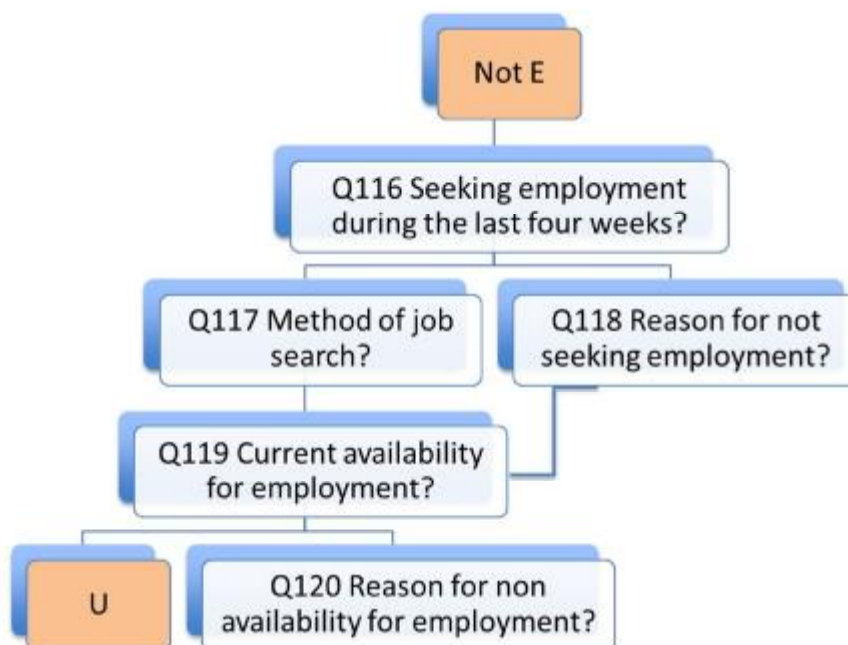 Not E
Q116 Seeking employment
during the last four weeks?
Q117 Method of job
search?
Q118 Reason for not
seeking employment?
Q119 Current availability
for employment?
U
Q120 Reason for non
availability for employment?